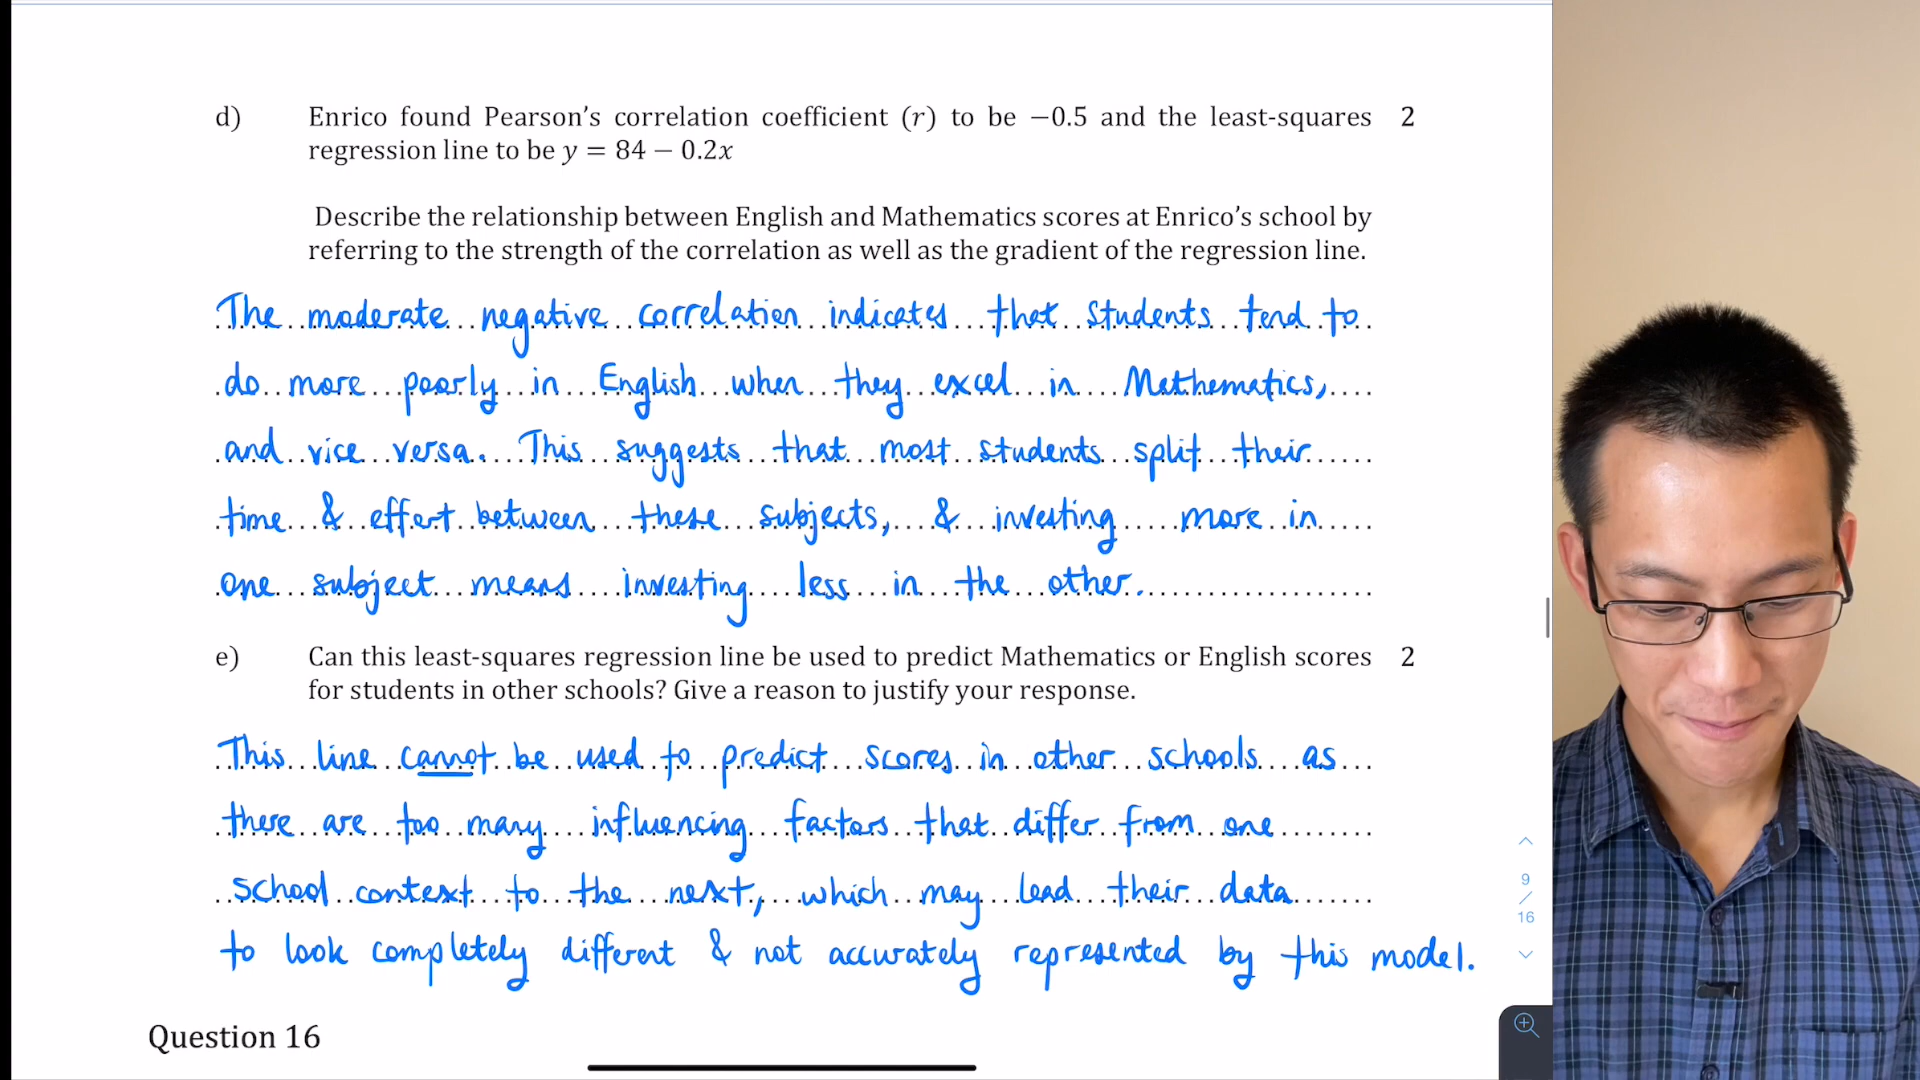 d) Enrico found Pearson's correlation coefficient (r) to be −0.5 and the least-squares 2
regression line to be y = 84 − 0.2x
Describe the relationship between English and Mathematics scores at Enrico's school by
referring to the strength of the correlation as well as the gradient of the regression line.
The moderate negative correlation indicates that students tend to
do more poorly in English when they excel in Mathematics,
and vice versa. This suggests that most students split their
time & effort between these subjects, & investing more in
one subject means investing less in the other.
e) Can this least-squares regression line be used to predict Mathematics or English scores 2
for students in other schools? Give a reason to justify your response.
This line cannot be used to predict scores in other schools as
there are too many influencing factors that differ from one
school context to the next, which may lead their data
to look completely different & not accurately represented by this model.
9
/
16
Question 16